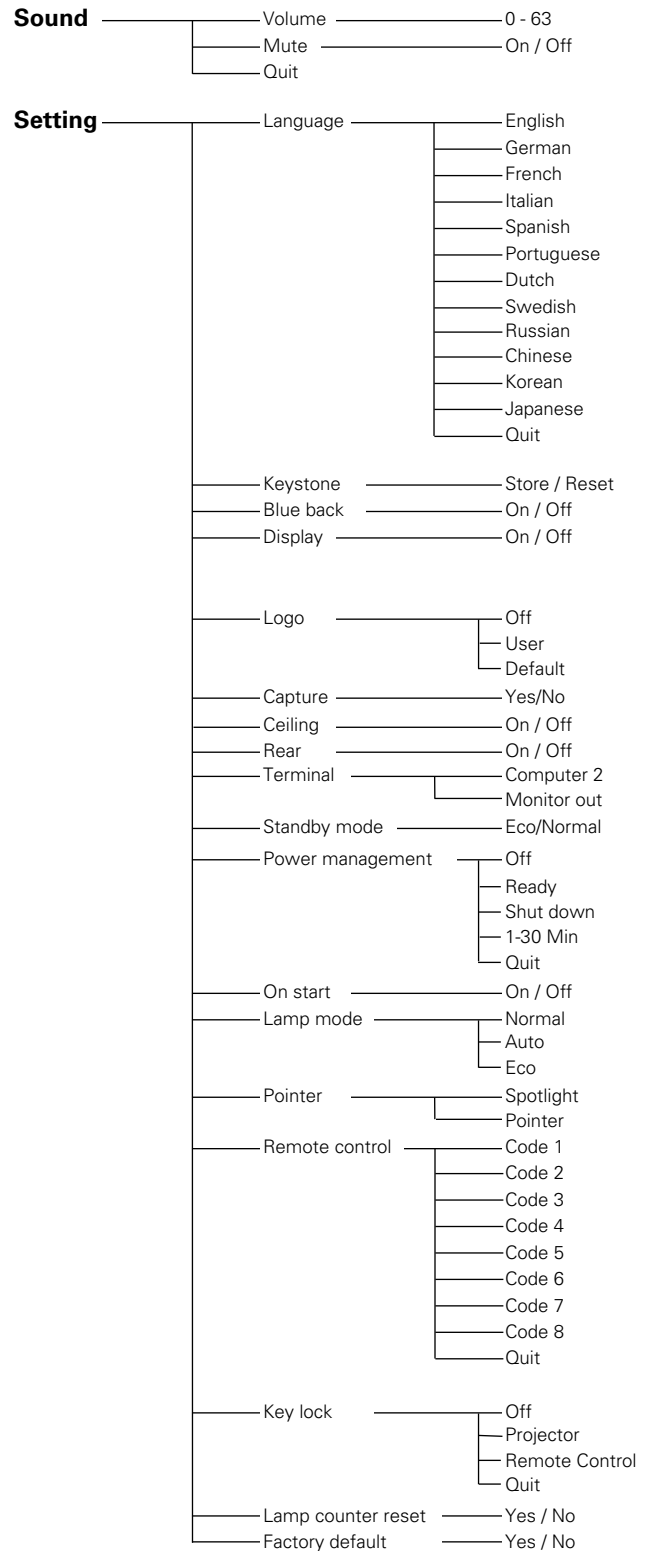 Sound Volume 0 - 63
Mute On / Off
Quit
Setting Language English
German
French
Italian
Spanish
Portuguese
Dutch
Swedish
Russian
Chinese
Korean
Japanese
Quit
Keystone Store / Reset
Blue back On / Off
Display On / Off
Logo Off
User
Default
Capture Yes/No
Ceiling On / Off
Rear On / Off
Terminal Computer 2
Monitor out
Standby mode Eco/Normal
Power management Off
Ready
Shut down
1-30 Min
Quit
On start On / Off
Lamp mode Normal
Auto
Eco
Pointer Spotlight
Pointer
Remote control Code 1
Code 2
Code 3
Code 4
Code 5
Code 6
Code 7
Code 8
Quit
Key lock Off
Projector
Remote Control
Quit
Lamp counter reset Yes / No
Factory default Yes / No